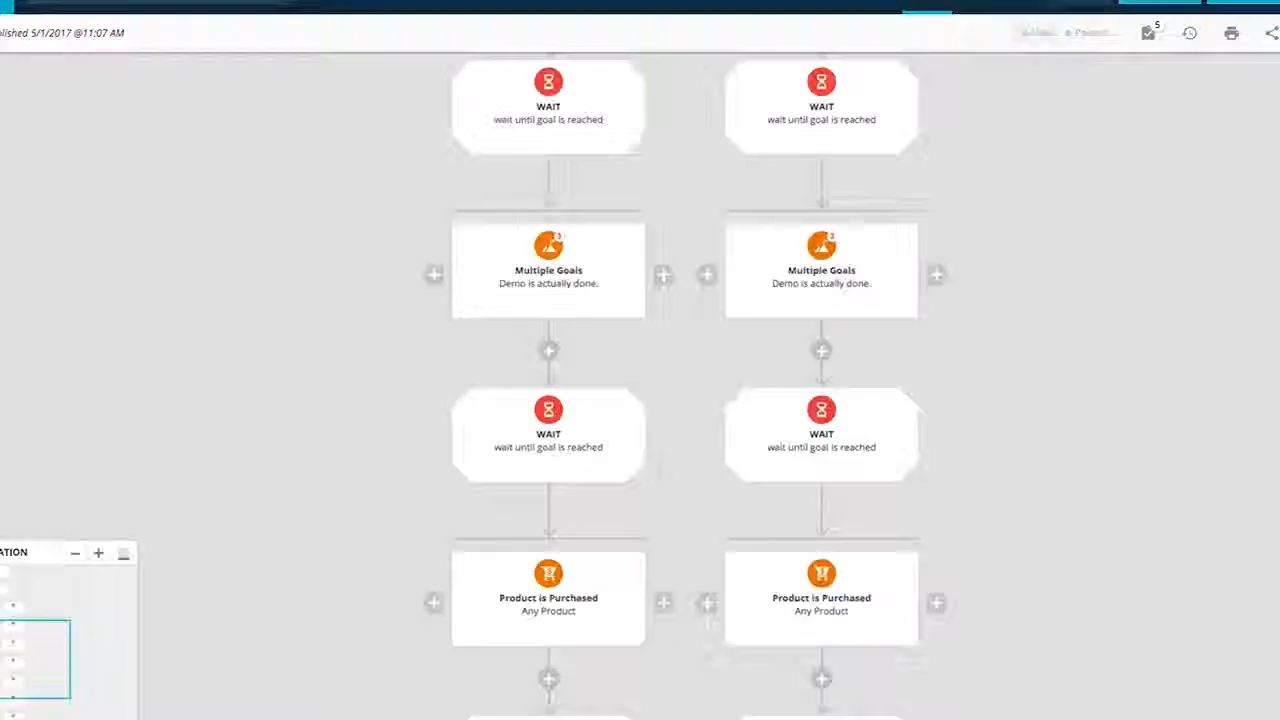 lished 5/1/2017 @11:07 AM
5
WAIT
wait until goal is reached
WAIT
wait until goal is reached
Multiple Goals
Demo is actually done.
Multiple Goals
Demo is actually done.
WAIT
wait until goal is reached
WAIT
wait until goal is reached
ATION
Product is Purchased
Any Product
Product is Purchased
Any Product